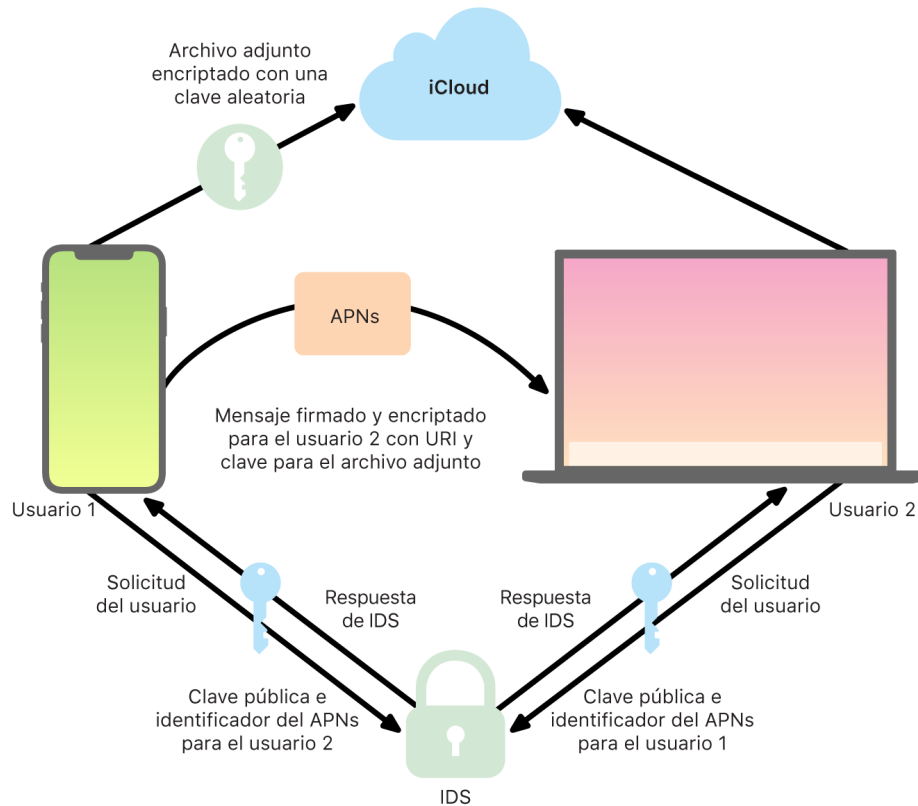 Archivo adjunto
encriptado con una
clave aleatoria
iCloud
APNs
Mensaje firmado y encriptado
para el usuario 2 con URI y
clave para el archivo adjunto
Usuario 1
Usuario 2
Solicitud
del usuario
Respuesta
de IDS
Respuesta
de IDS
Solicitud
del usuario
Clave pública e
identificador del APNs
para el usuario 2
Clave pública e
identificador del APNs
para el usuario 1
IDS